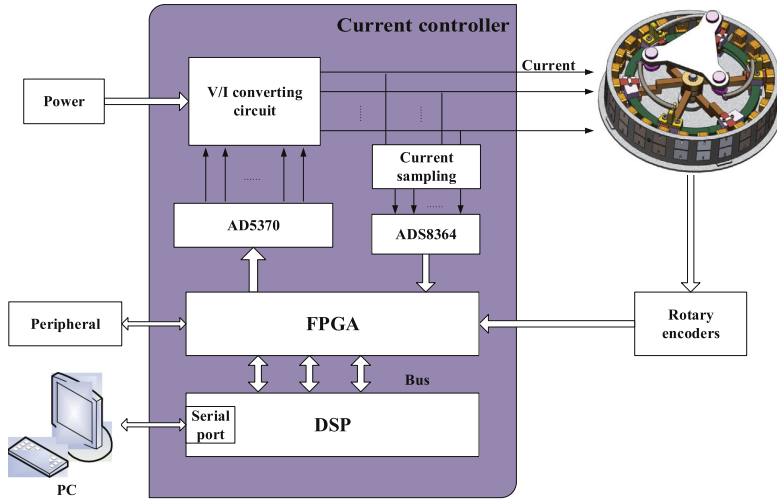 Current controller
Power
V/I converting
circuit
Current
......
......
Current
sampling
......
......
AD5370
ADS8364
Peripheral
FPGA
Rotary
encoders
Bus
Serial
port
DSP
PC